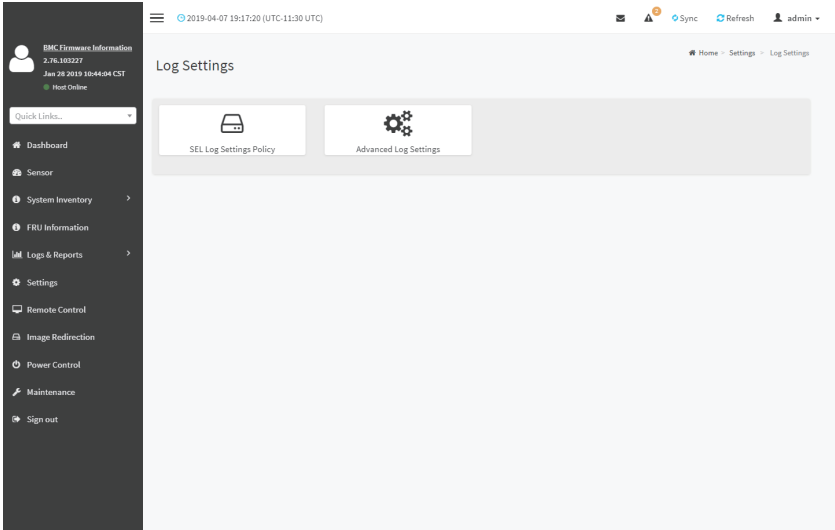 2019-04-07 19:17:20 (UTC-11:30 UTC)
2
Sync
Refresh
admin
BMC Firmware Information
2.76.103227
Jan 28 2019 10:44:04 CST
Host Online
Quick Links..
Dashboard
Sensor
System Inventory
FRU Information
Logs & Reports
Settings
Remote Control
Image Redirection
Power Control
Maintenance
Sign out
Log Settings
Home > Settings > Log Settings
SEL Log Settings Policy
Advanced Log Settings